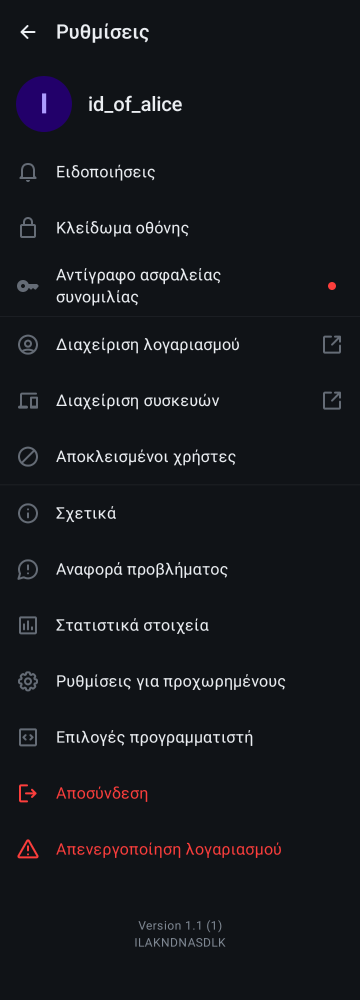 Ρυθμίσεις
I
id_of_alice
Ειδοποιήσεις
Κλείδωμα οθόνης
Αντίγραφο ασφαλείας
συνομιλίας
Διαχείριση λογαριασμού
Διαχείριση συσκευών
Αποκλεισμένοι χρήστες
Σχετικά
Αναφορά προβλήματος
Στατιστικά στοιχεία
Ρυθμίσεις για προχωρημένους
Επιλογές προγραμματιστή
Αποσύνδεση
Απενεργοποίηση λογαριασμού
Version 1.1 (1)
ILAKNDNASDLK